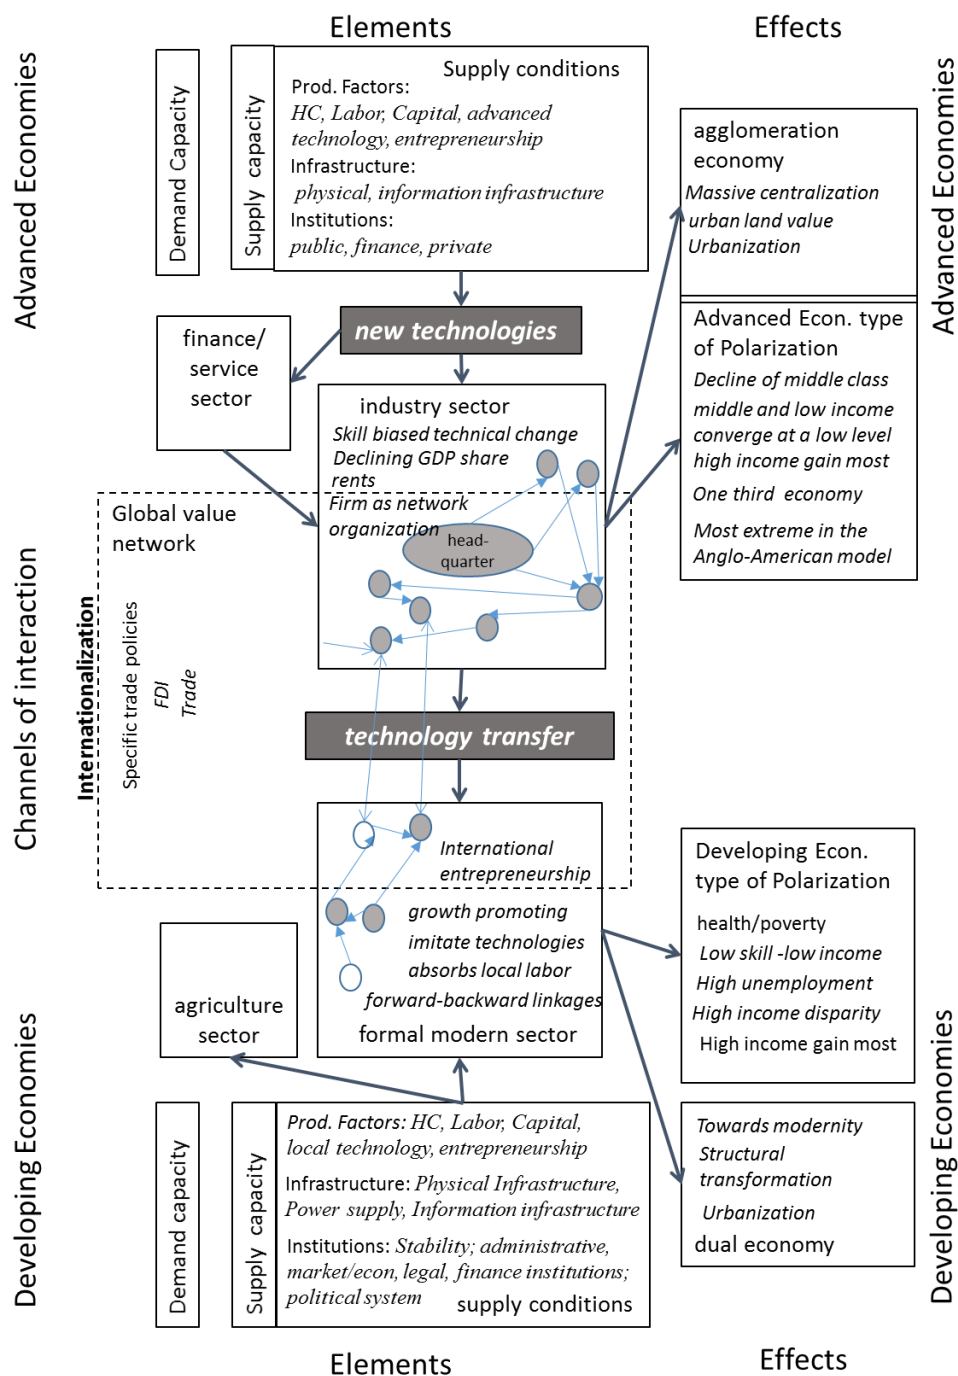 Elements
Effects
Advanced Economies
Demand Capacity
Supply capacity
Supply conditions
Prod. Factors:
HC, Labor, Capital, advanced
technology, entrepreneurship
Infrastructure:
physical, information infrastructure
Institutions:
public, finance, private
agglomeration
economy
Massive centralization
urban land value
Urbanization
Advanced Economies
new technologies
finance/
service
sector
industry sector
Skill biased technical change
Declining GDP share
rents
Firm as network
organization
head-
quarter
Advanced Econ. type
of Polarization
Decline of middle class
middle and low income
converge at a low level
high income gain most
One third economy
Most extreme in the
Anglo-American model
Channels of interaction
Internationalization
Global value
network
Specific trade policies
FDI
Trade
technology transfer
International
entrepreneurship
growth promoting
imitate technologies
absorbs local labor
forward-backward linkages
formal modern sector
agriculture
sector
Developing Econ.
type of Polarization
health/poverty
Low skill -low income
High unemployment
High income disparity
High income gain most
Developing Economies
Demand capacity
Supply capacity
Prod. Factors: HC, Labor, Capital,
local technology, entrepreneurship
Infrastructure: Physical Infrastructure,
Power supply, Information infrastructure
Institutions: Stability; administrative,
market/econ, legal, finance institutions;
political system
supply conditions
Towards modernity
Structural
transformation
Urbanization
dual economy
Developing Economies
Elements
Effects